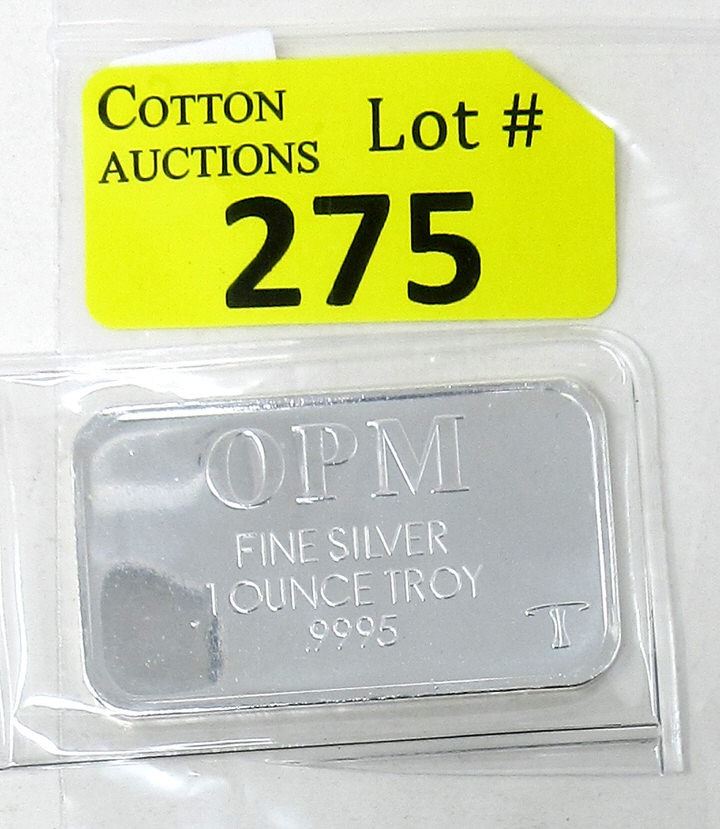 COTTON
AUCTIONS
Lot #
275
OPM
FINE SILVER
1 OUNCE TROY
.9995
T